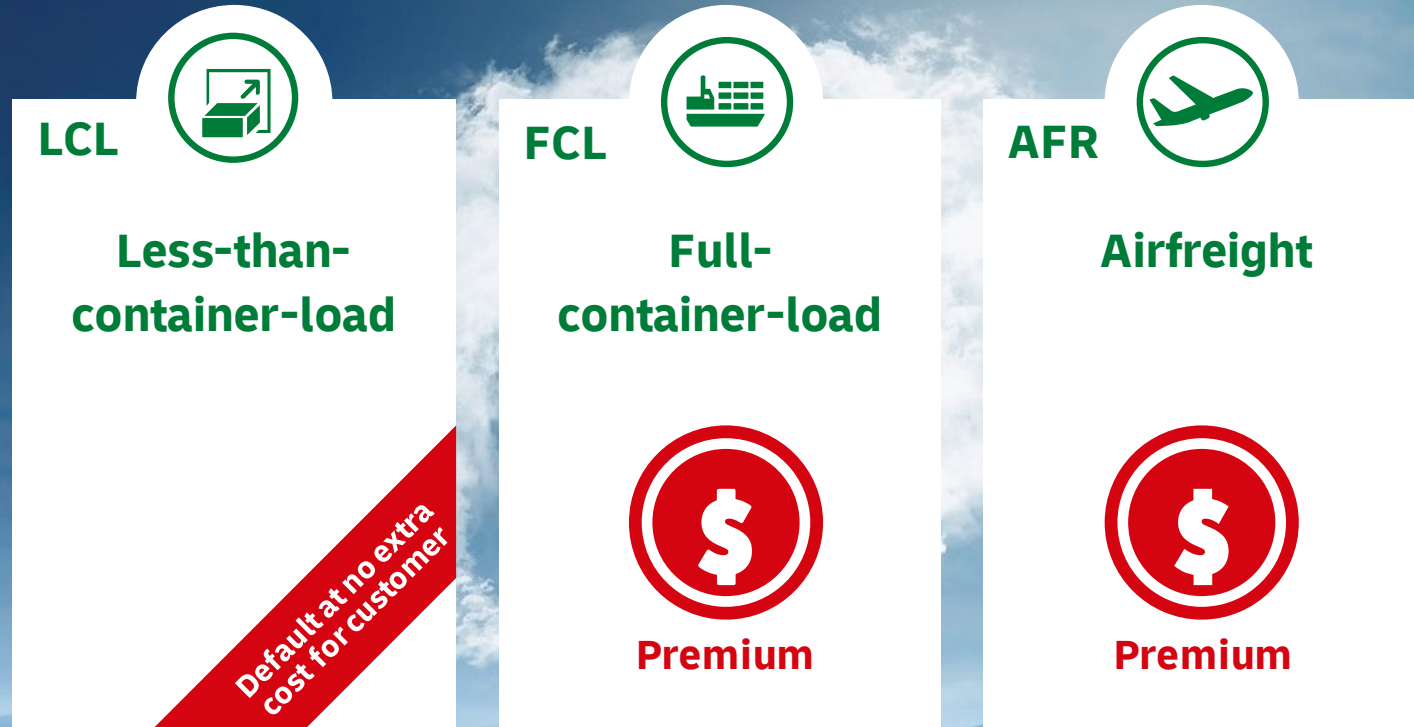 LCL
Less-than-
container-load
Default at no extra
cost for customer
FCL
Full-
container-load
$
Premium
AFR
Airfreight
$
Premium